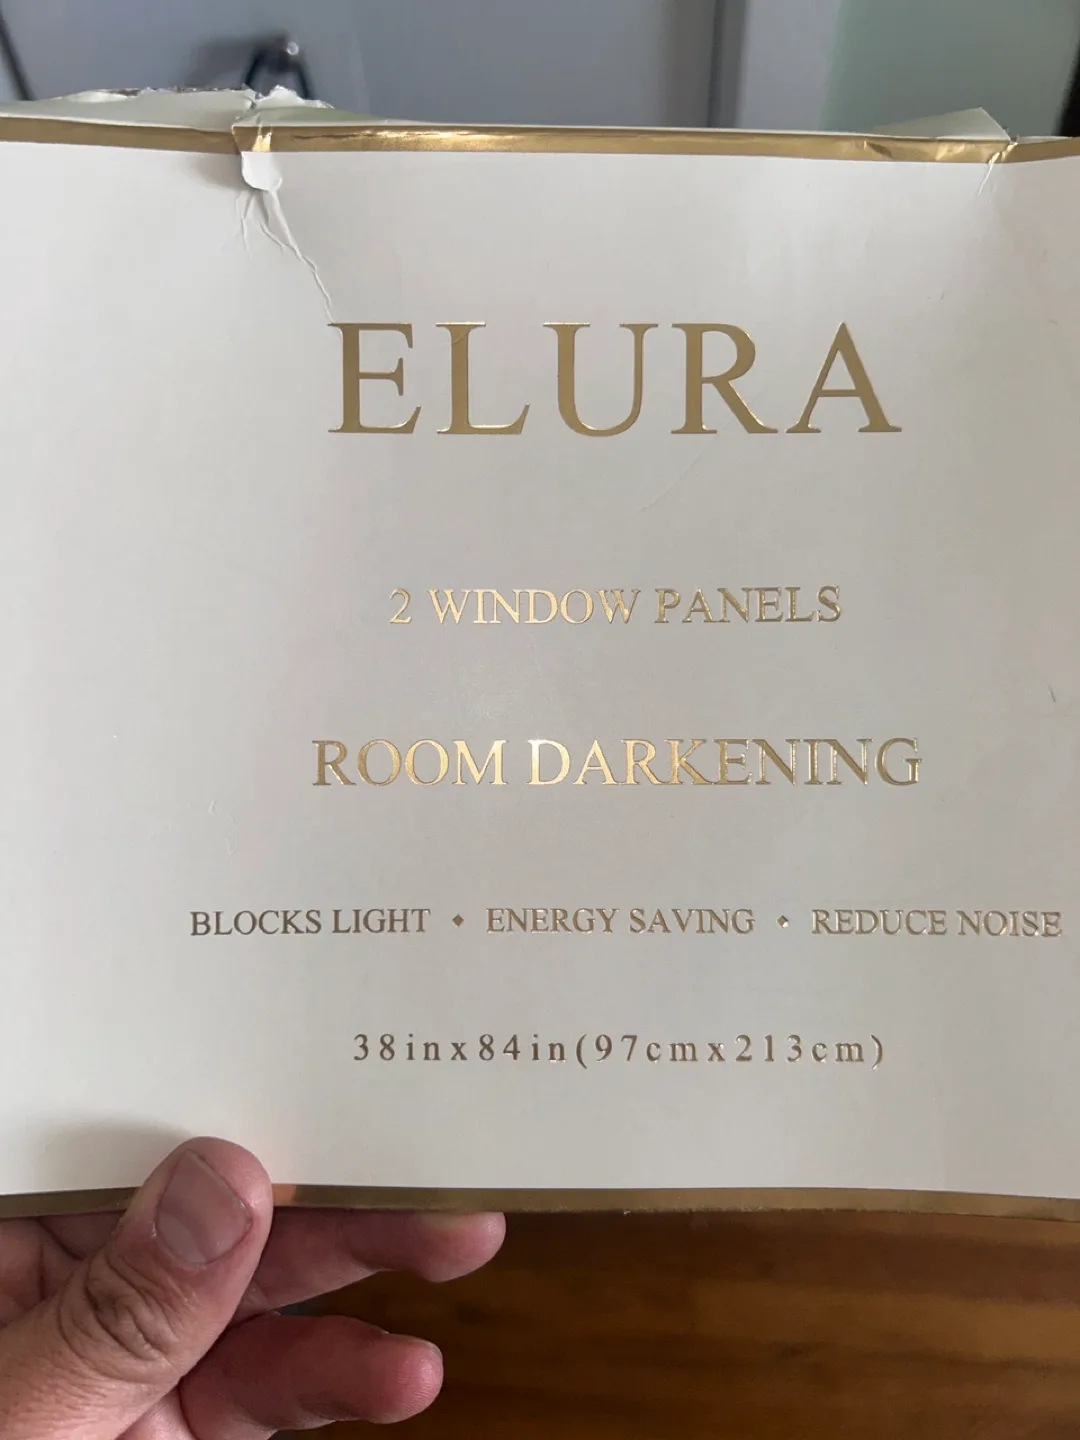 ELURA
2 WINDOW PANELS
ROOM DARKENING
BLOCKS LIGHT ◆ ENERGY SAVING ◆ REDUCE NOISE
38inx84in(97cmx213cm)